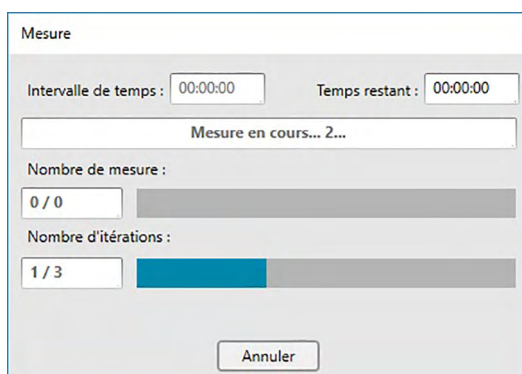 Mesure
Intervalle de temps : 00:00:00 Temps restant : 00:00:00
Mesure en cours... 2...
Nombre de mesure :
0 / 0
Nombre d'itérations :
1 / 3
Annuler